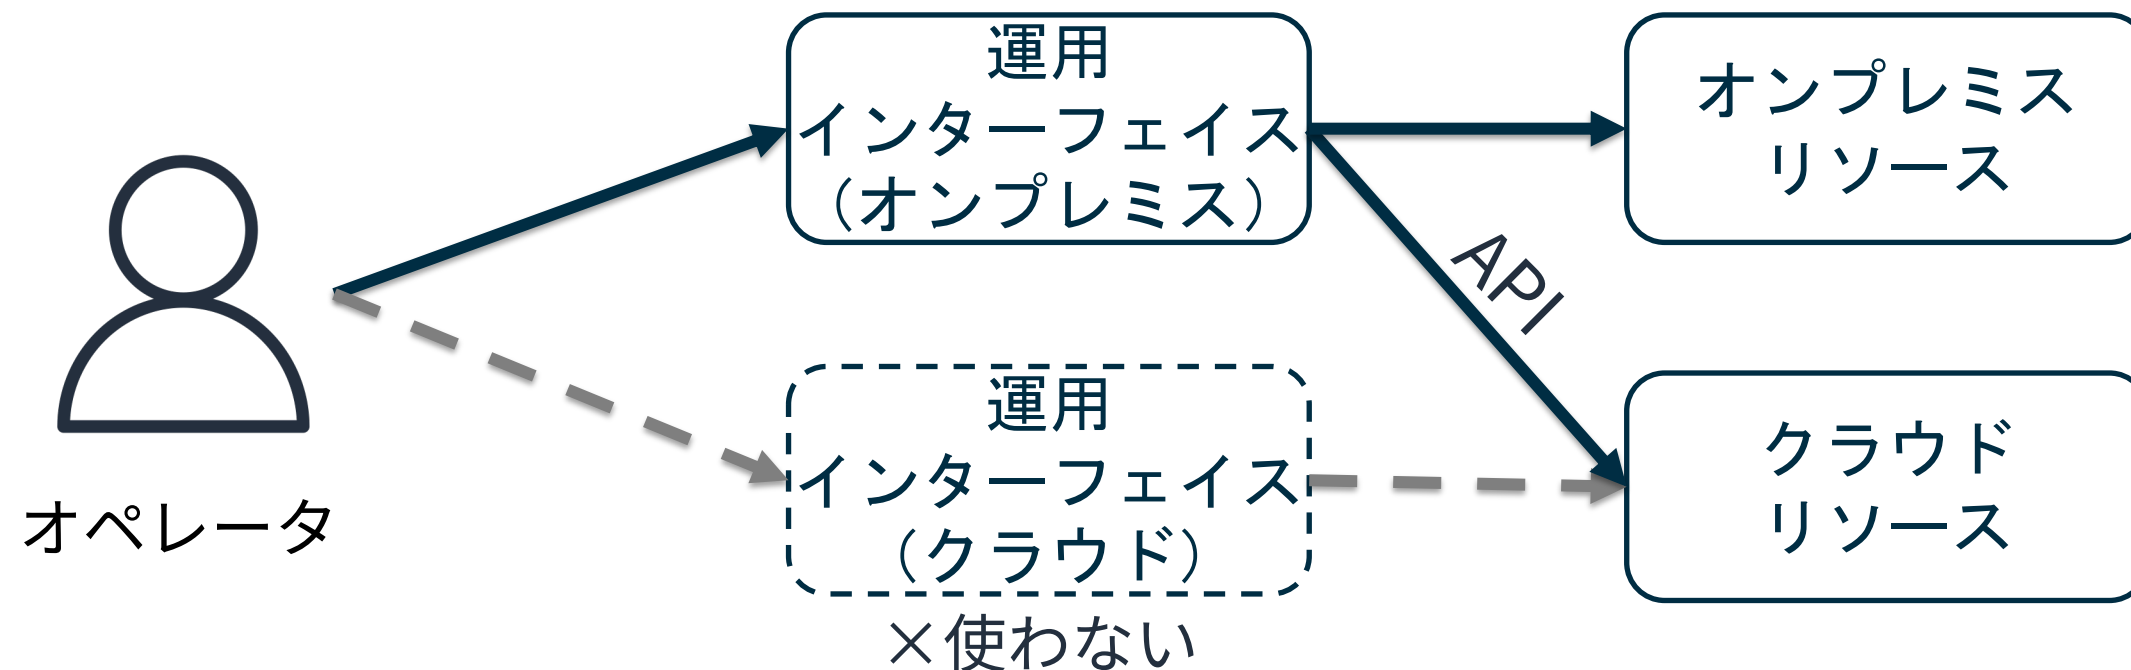 運用
インターフェイス
（オンプレミス）
オンプレミス
リソース
API
オペレータ
運用
インターフェイス
（クラウド）
×使わない
クラウド
リソース